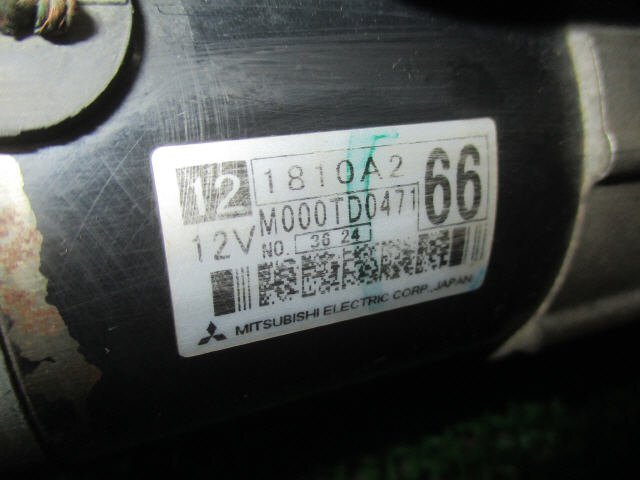 12 1810A2 66
12V M000TD0471
NO 36 24
MITSUBISHI ELECTRIC CORP. JAPAN